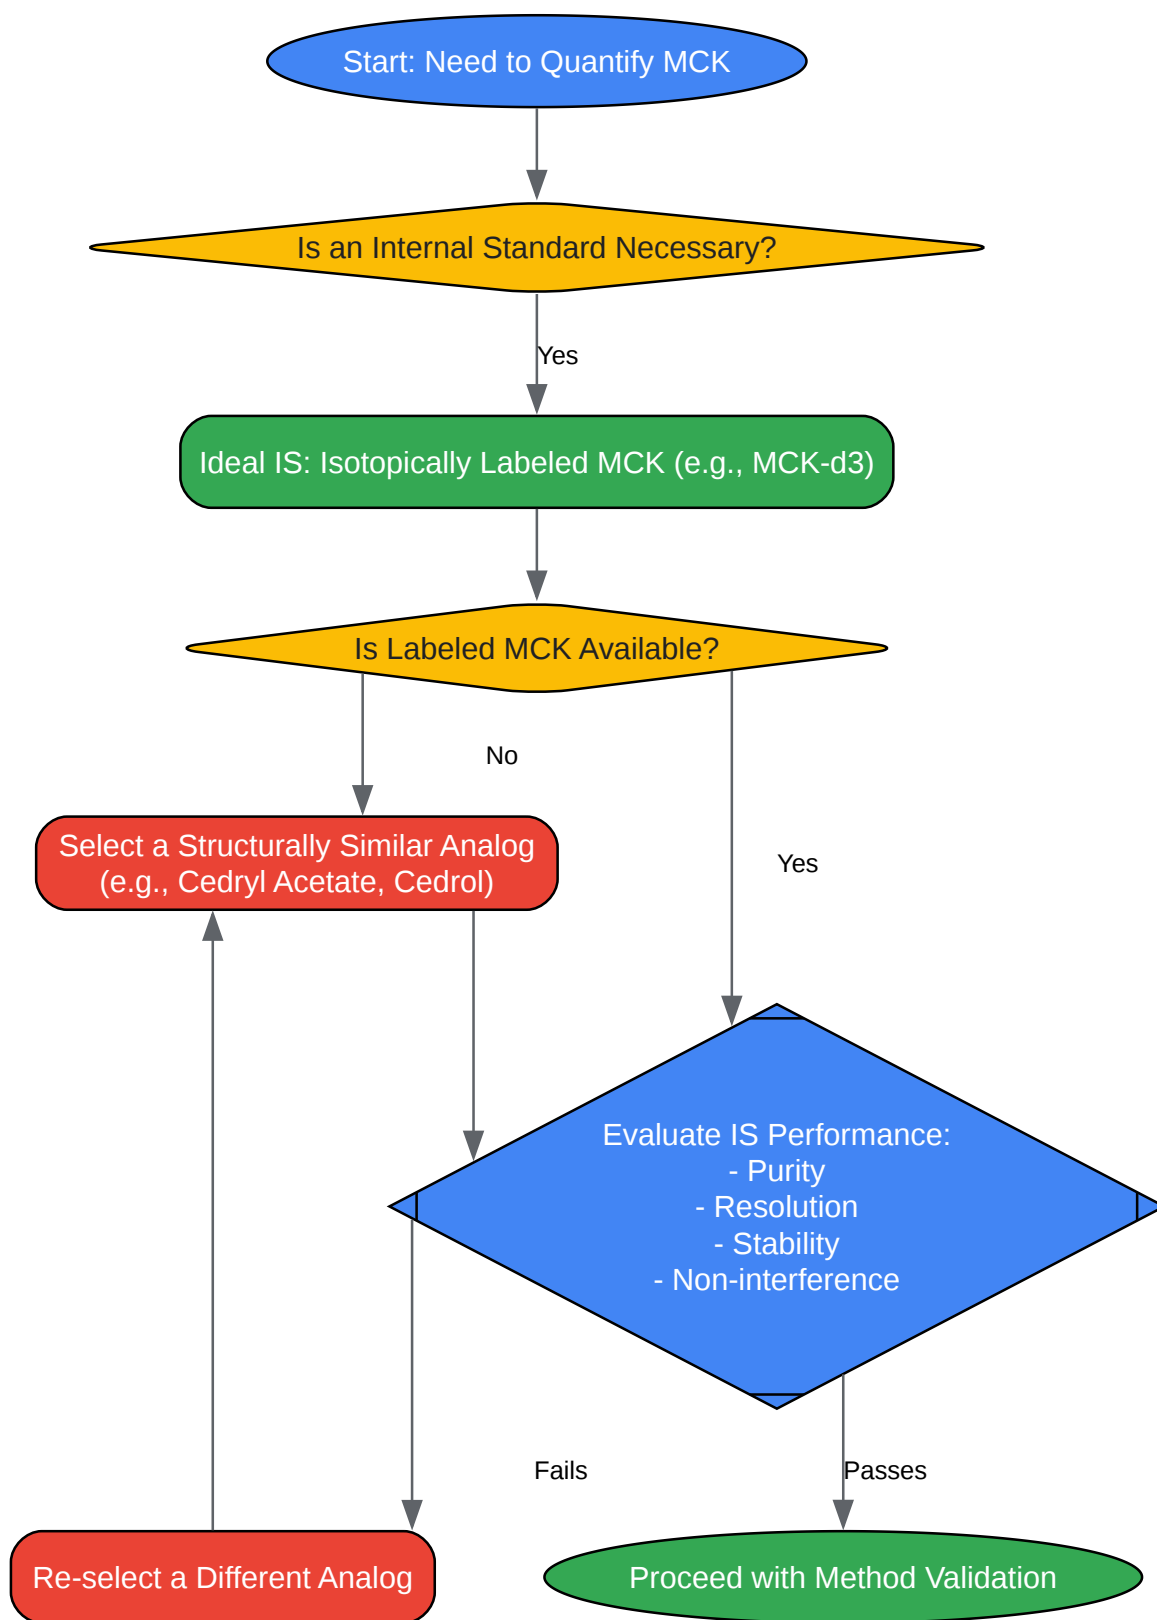 Start: Need to Quantify MCK
Is an Internal Standard Necessary?
Yes
Ideal IS: Isotopically Labeled MCK (e.g., MCK-d3)
Is Labeled MCK Available?
No
Select a Structurally Similar Analog
(e.g., Cedryl Acetate, Cedrol)
Yes
Evaluate IS Performance:
- Purity
- Resolution
- Stability
- Non-interference
Fails
Passes
Re-select a Different Analog
Proceed with Method Validation